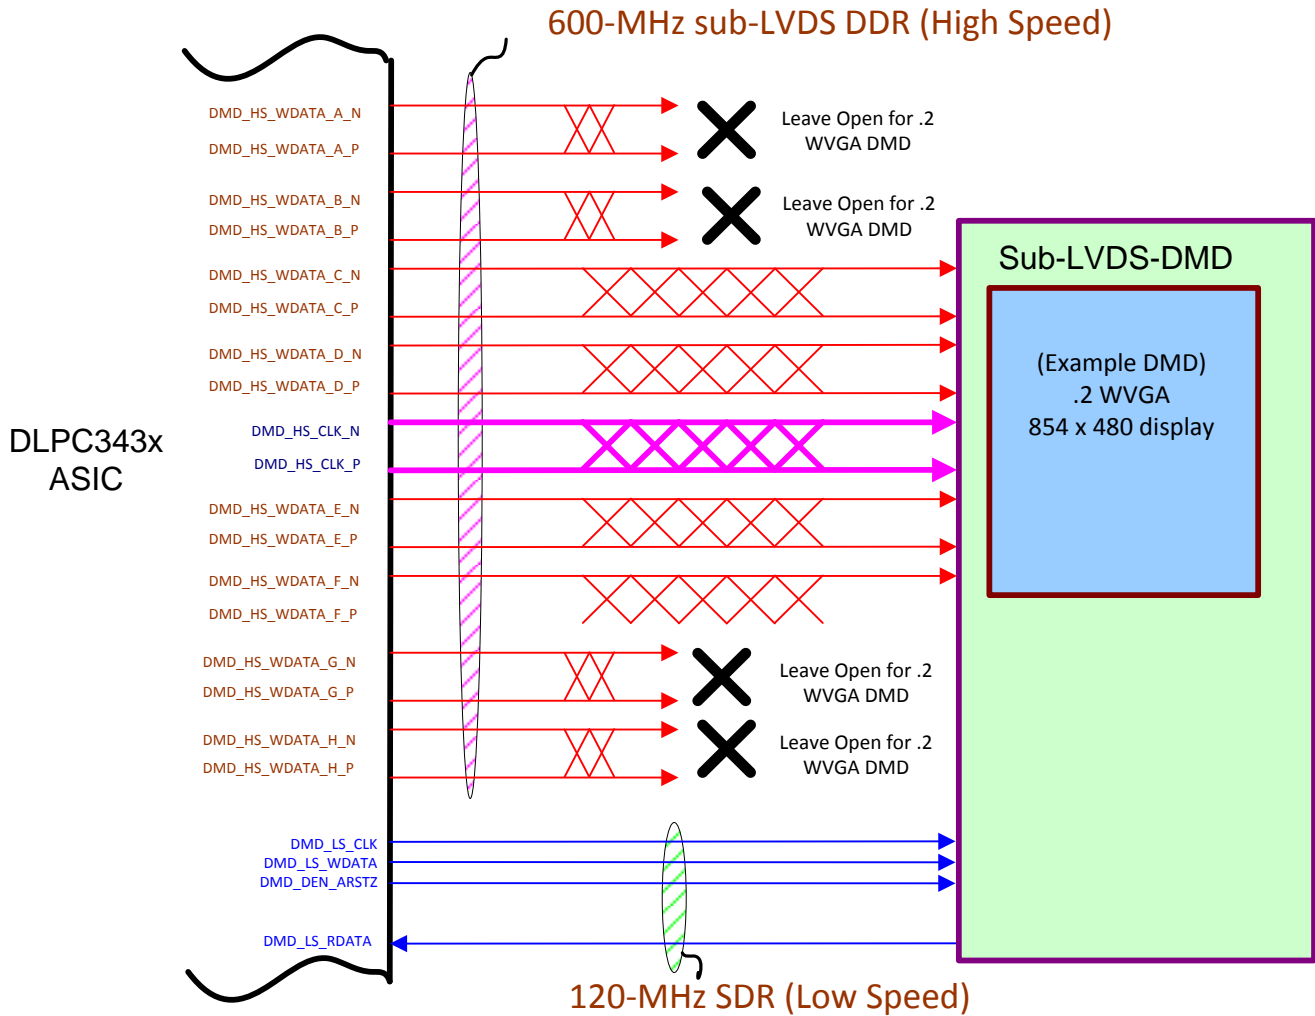 600-MHz sub-LVDS DDR (High Speed)
DMD_HS_WDATA_A_N
DMD_HS_WDATA_A_P
Leave Open for .2
WVGA DMD
DMD_HS_WDATA_B_N
DMD_HS_WDATA_B_P
Leave Open for .2
WVGA DMD
DMD_HS_WDATA_C_N
DMD_HS_WDATA_C_P
DMD_HS_WDATA_D_N
DMD_HS_WDATA_D_P
Sub-LVDS-DMD
(Example DMD)
.2 WVGA
854 x 480 display
DLPC343x
ASIC
DMD_HS_CLK_N
DMD_HS_CLK_P
DMD_HS_WDATA_E_N
DMD_HS_WDATA_E_P
DMD_HS_WDATA_F_N
DMD_HS_WDATA_F_P
DMD_HS_WDATA_G_N
DMD_HS_WDATA_G_P
Leave Open for .2
WVGA DMD
DMD_HS_WDATA_H_N
DMD_HS_WDATA_H_P
Leave Open for .2
WVGA DMD
DMD_LS_CLK
DMD_LS_WDATA
DMD_DEN_ARSTZ
DMD_LS_RDATA
120-MHz SDR (Low Speed)